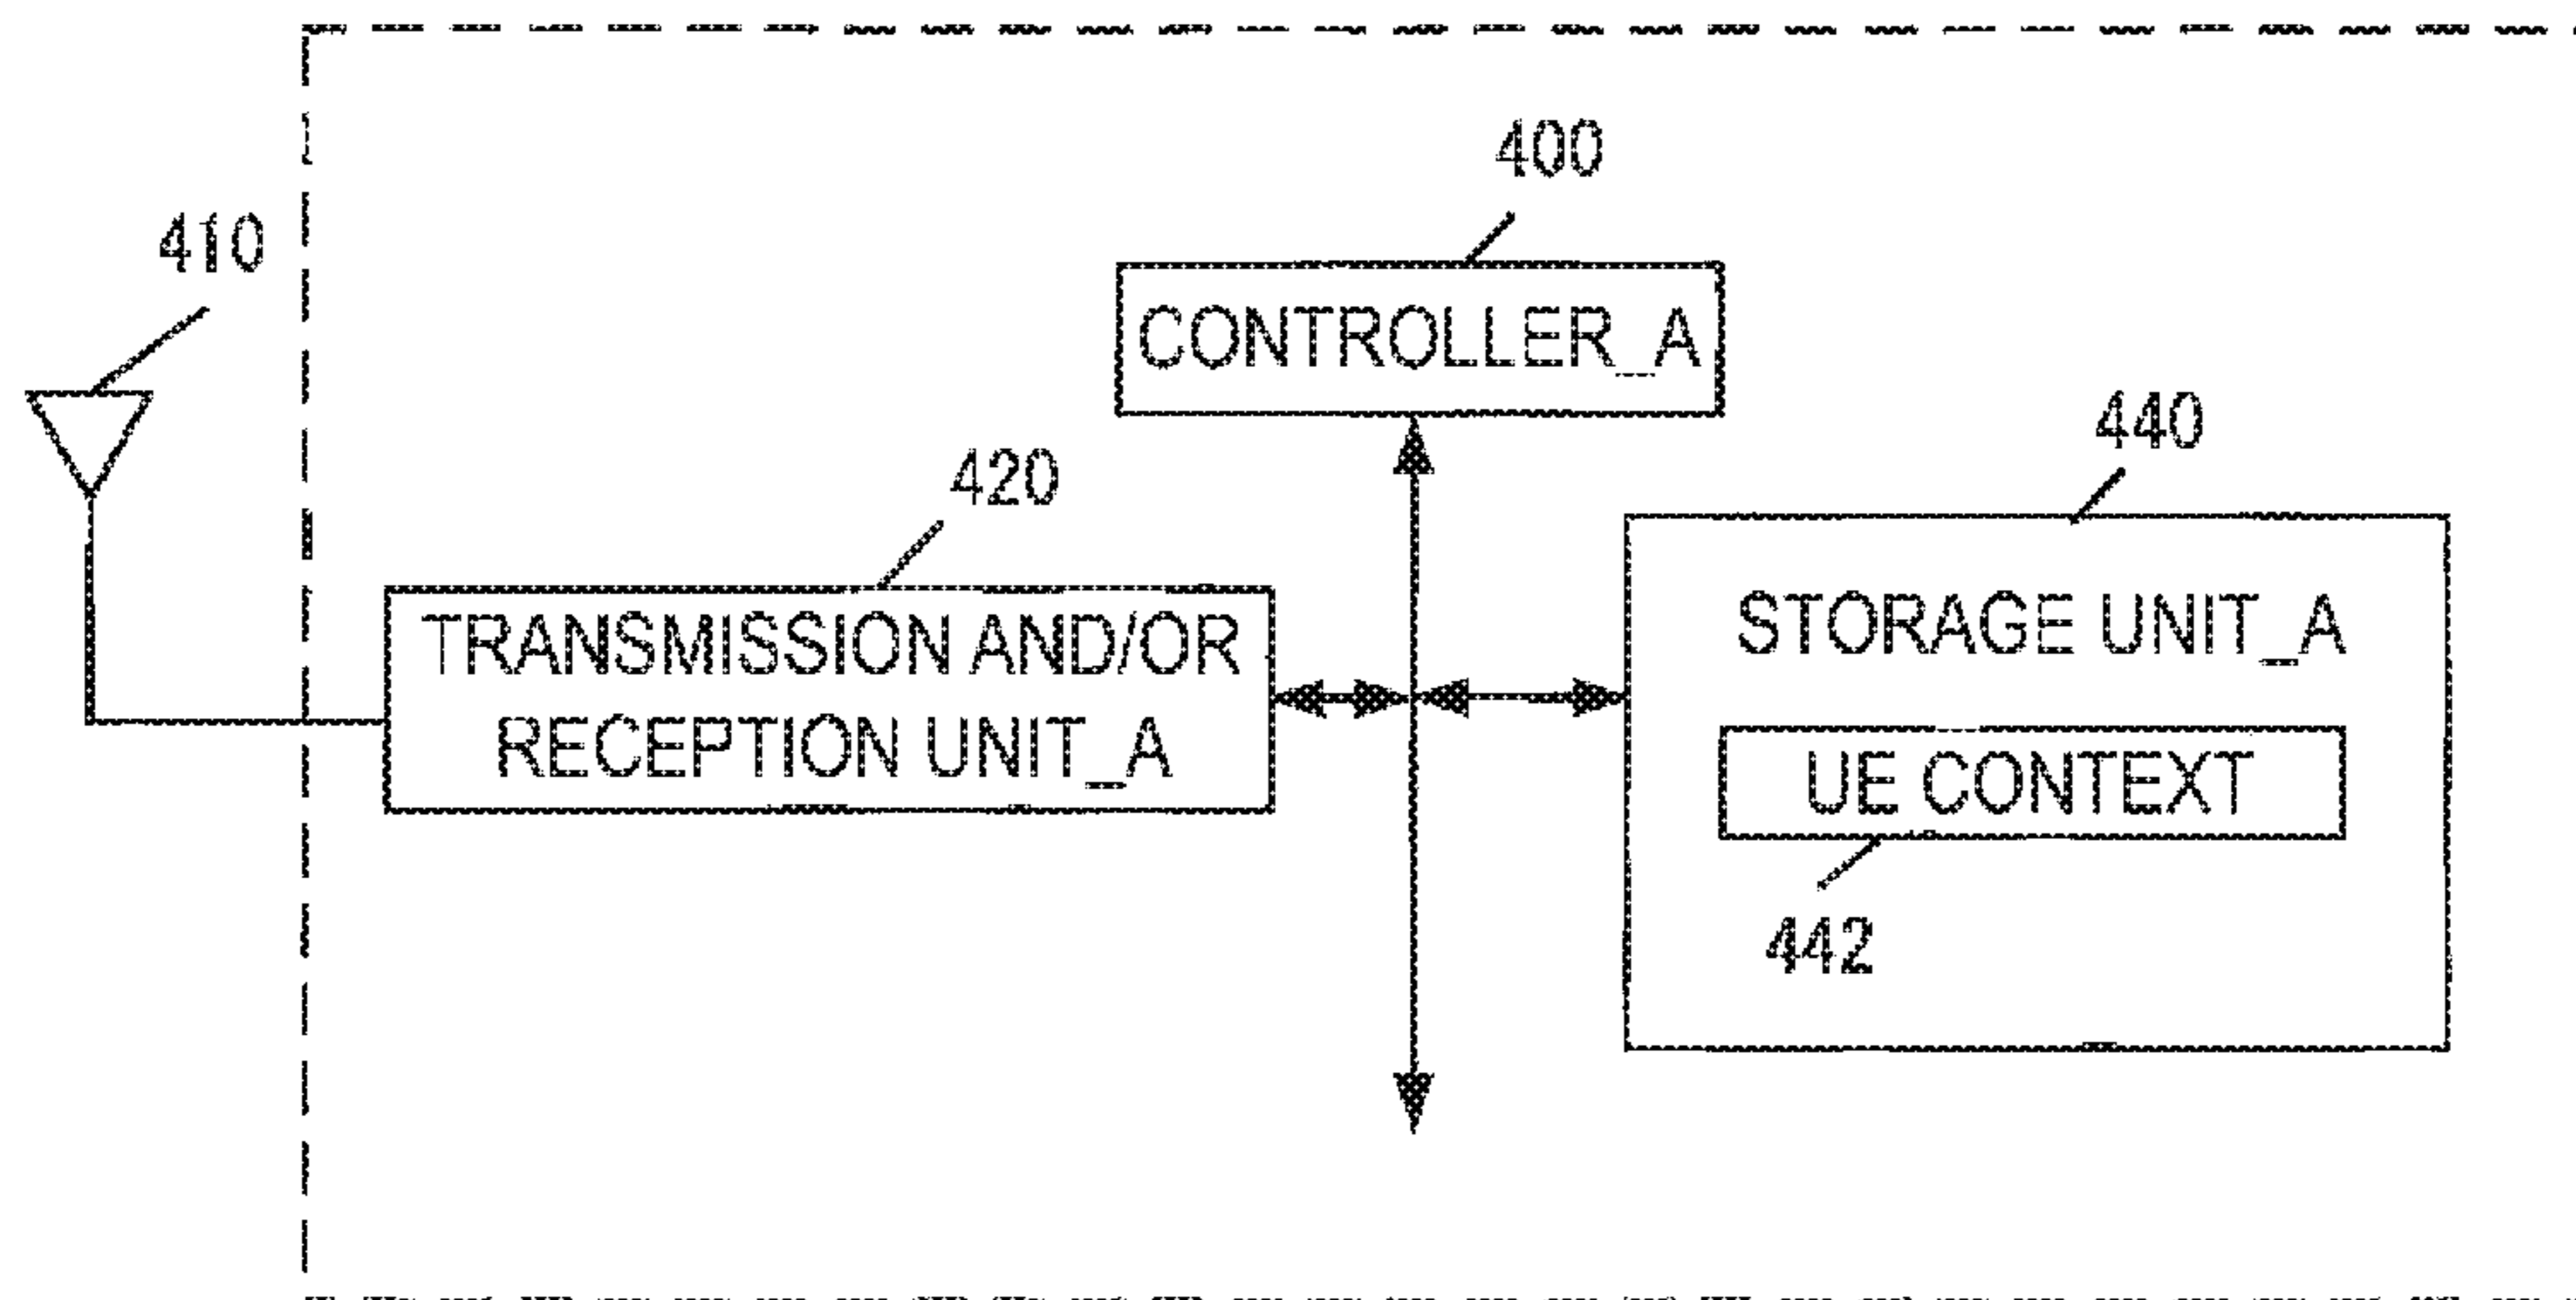 400
410
CONTROLLER_A
440
420
STORAGE UNIT_A
TRANSMISSION AND/OR
RECEPTION UNIT_A
UE CONTEXT
442